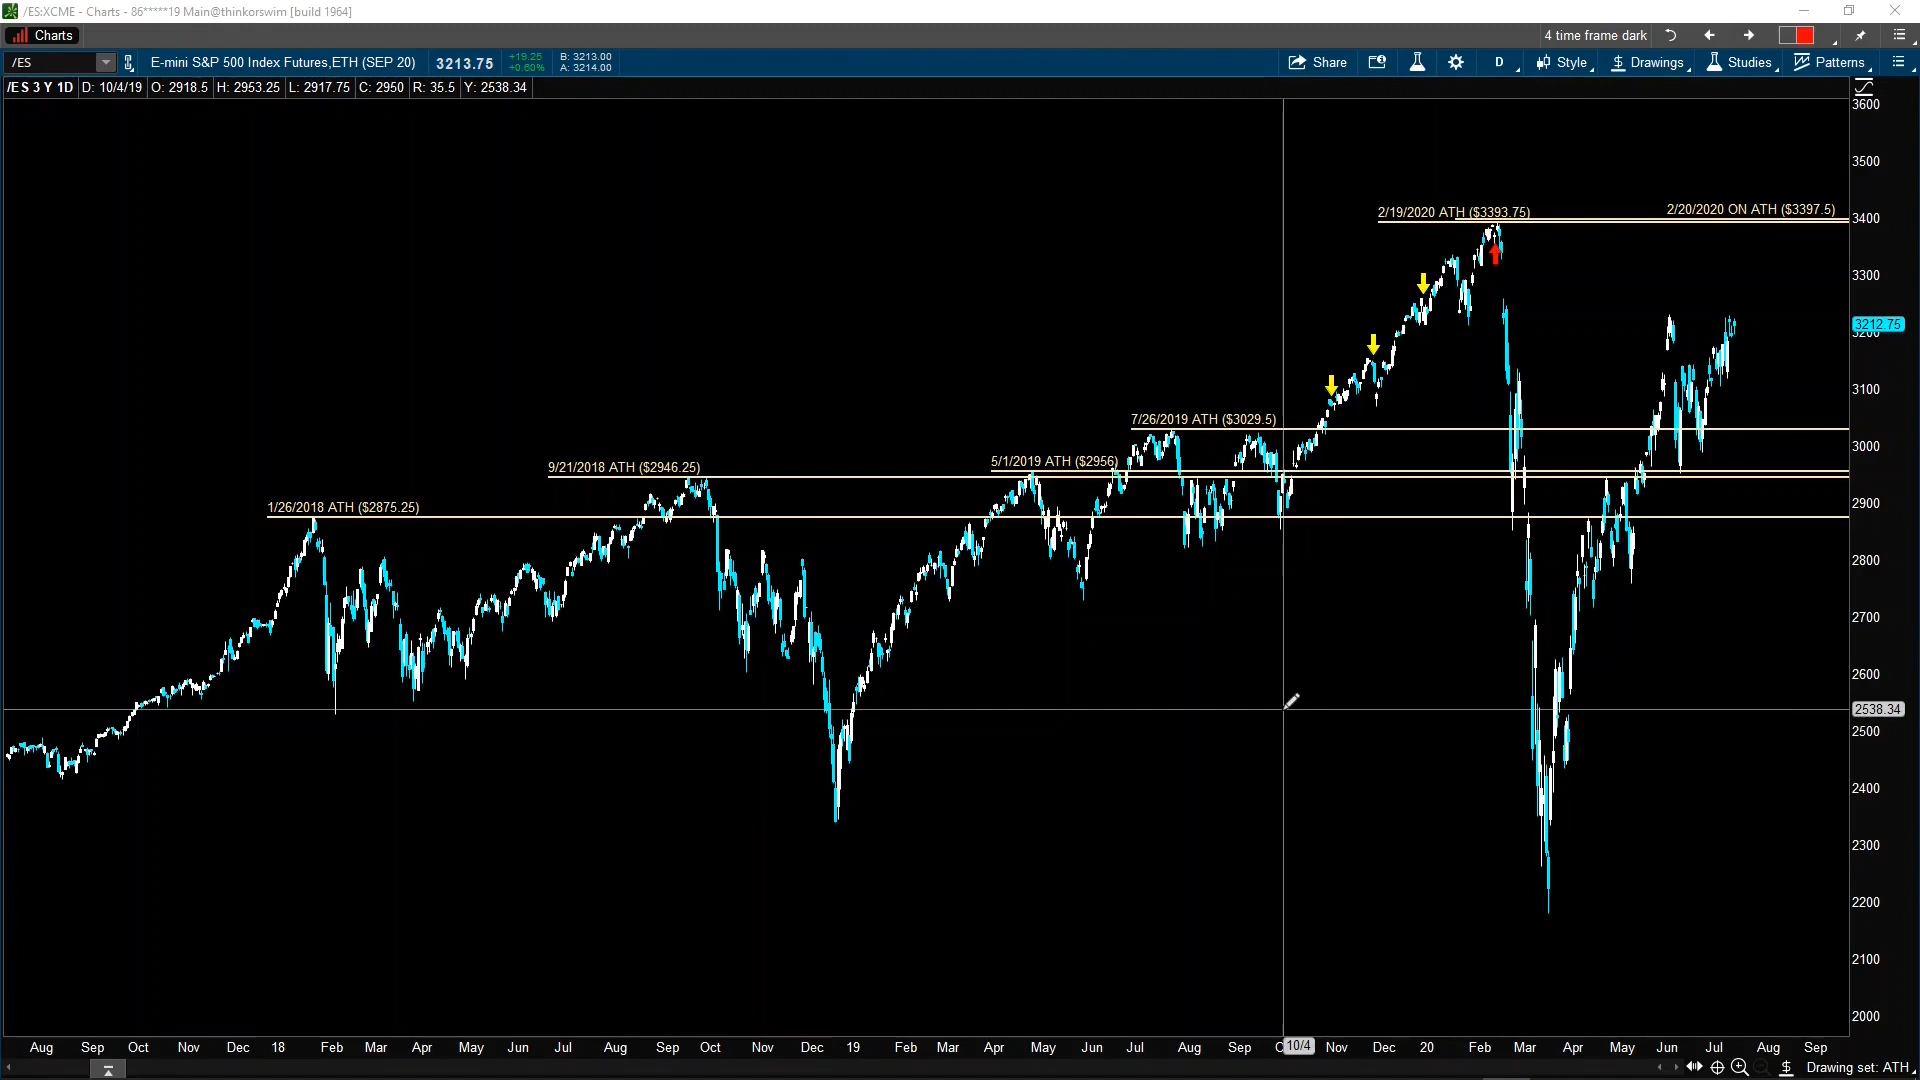 /ES:XCME - Charts - 86*****19 Main@thinkorswim [build 1964]
Charts
4 time frame dark
/ES
E-mini S&P 500 Index Futures,ETH (SEP 20)
3213.75
+19.25
+0.60%
B: 3213.00
A: 3214.00
Share
D
Style
$ Drawings
Studies
Patterns
/ES 3 Y 1D
D: 10/4/19
O: 2918.5
H: 2953.25
L: 2917.75
C: 2950
R: 35.5
Y: 2538.34
3600
3500
3400
3300
3212.75
3200
3100
3000
2900
2800
2700
2600
2538.34
2500
2400
2300
2200
2100
2000
2/19/2020 ATH ($3393.75)
2/20/2020 ON ATH ($3397.5)
7/26/2019 ATH ($3029.5)
5/1/2019 ATH ($2956)
9/21/2018 ATH ($2946.25)
1/26/2018 ATH ($2875.25)
Aug Sep Oct Nov Dec 18 Feb Mar Apr May Jun Jul Aug Sep Oct Nov Dec 19 Feb Mar Apr May Jun Jul Aug Sep 10/4 Nov Dec 20 Feb Mar Apr May Jun Jul Aug Sep
$
Drawing set: ATH